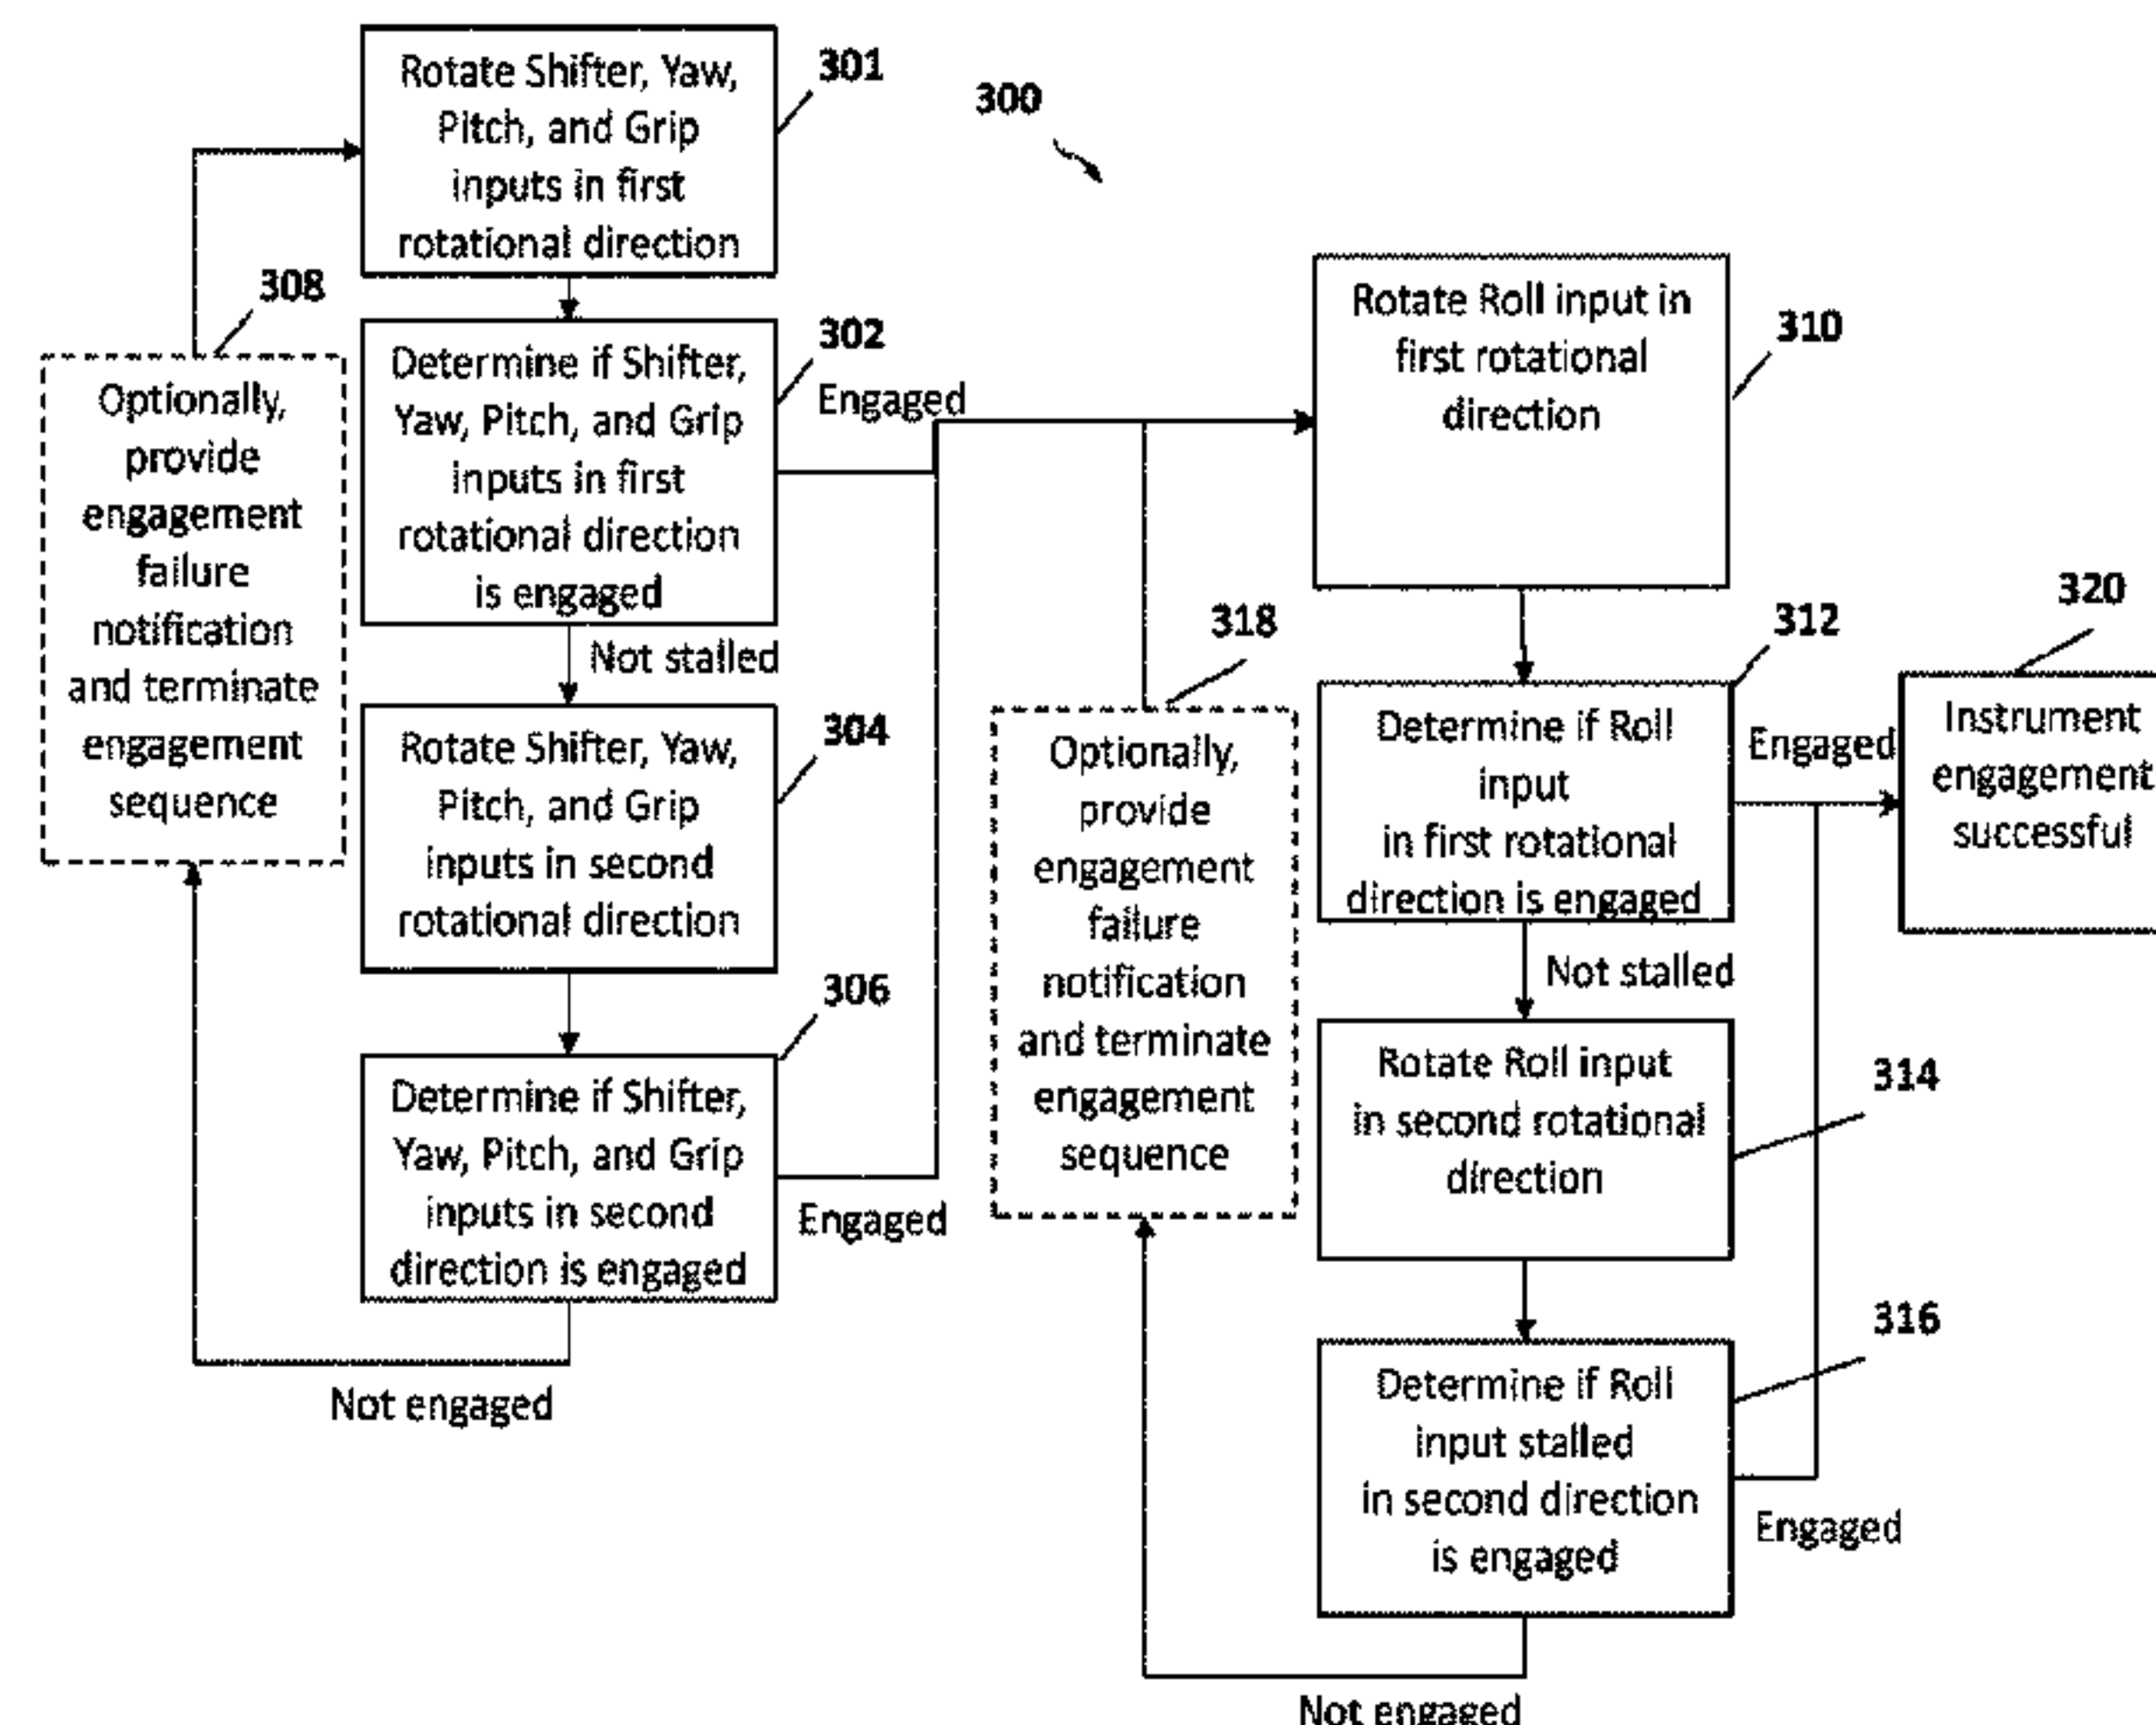 Rotate Shifter, Yaw,
Pitch, and Grip
inputs in first
rotational direction
301
300
308
Optionally,
provide
engagement
failure
notification
and terminate
engagement
sequence
302
Determine if Shifter,
Yaw, Pitch, and Grip
inputs in first
rotational direction
is engaged
Engaged
Not stalled
304
Rotate Shifter, Yaw,
Pitch, and Grip
inputs in second
rotational direction
306
Determine if Shifter,
Yaw, Pitch, and Grip
inputs in second
direction is engaged
Engaged
Not engaged
Rotate Roll input in
first rotational
direction
310
318
Optionally,
provide
engagement
failure
notification
and terminate
engagement
sequence
312
Determine if Roll
input
in first rotational
direction is engaged
Engaged
320
Instrument
engagement
successful
Not stalled
Rotate Roll input
in second rotational
direction
314
316
Determine if Roll
input stalled
in second direction
is engaged
Engaged
Not engaged